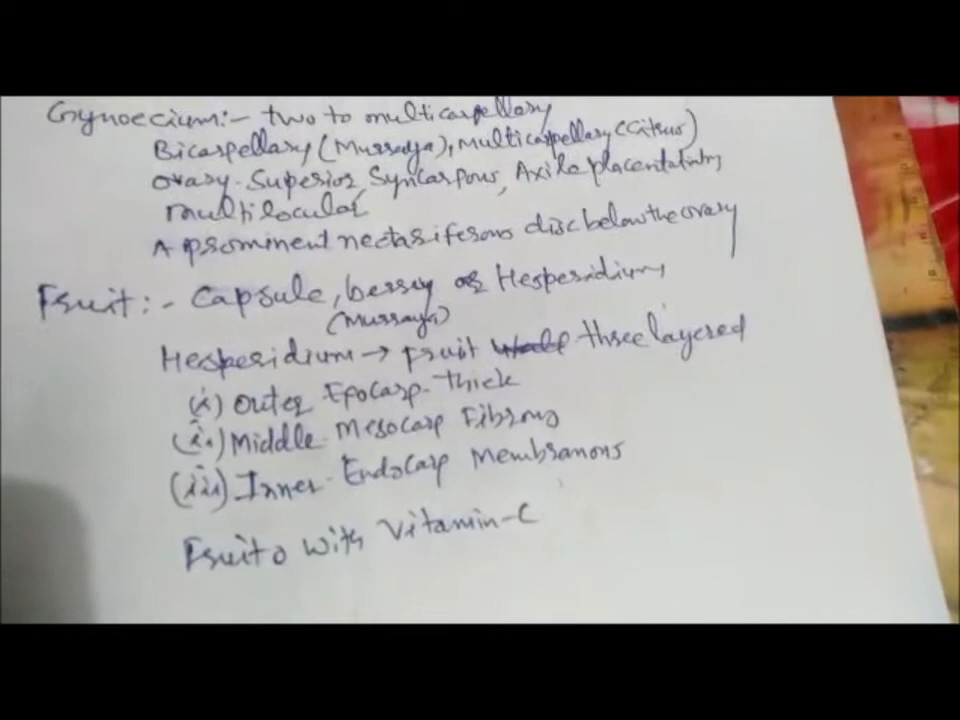 Gynoecium:- two to multicarpellary
Bicarpellary (Murraya), Multicarpellary (Citrus)
Ovary-Superior, Syncarpous, Axile placentation,
Multilocular
A prominent nectariferous disc below the ovary
Fruit:- Capsule, berry or Hesperidium,
(Murraya)
Hesperidium → Fruit three layered
(i) Outer Epocarp-Thick
(ii) Middle-Mesocarp Fibrous
(iii) Inner-Endocarp Membranous
Fruits with Vitamin-C